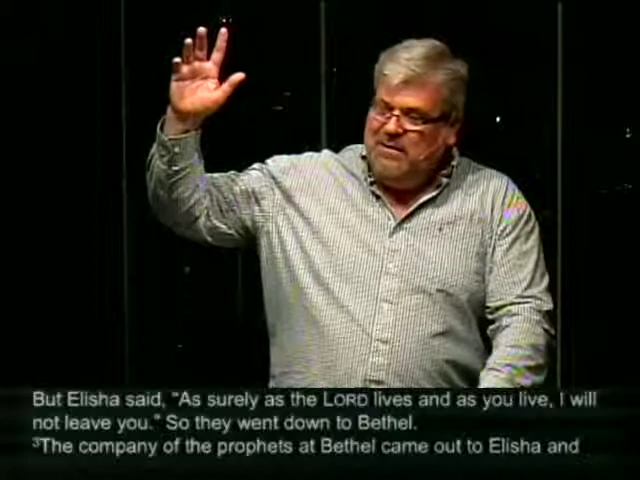 But Elisha said, "As surely as the LORD lives and as you live, I will
not leave you." So they went down to Bethel.
³The company of the prophets at Bethel came out to Elisha and